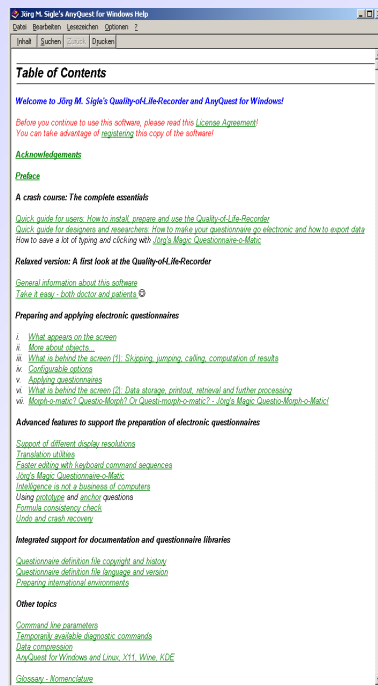 Jörg M. Sigle's AnyQuest for Windows Help
Datei Bearbeiten Lesezeichen Optionen ?
Inhalt Suchen Zurück Drucken
Table of Contents
Welcome to Jörg M. Sigle's Quality-of-Life-Recorder and AnyQuest for Windows!
Before you continue to use this software, please read this License Agreement!
You can take advantage of registering this copy of the software!
Acknowledgements
Preface
A crash course: The complete essentials
Quick guide for users: How to install, prepare and use the Quality-of-Life-Recorder
Quick guide for designers and researchers: How to make your questionnaire go electronic and how to export data
How to save a lot of typing and clicking with Jörg's Magic Questionnaire-o-Matic
Relaxed version: A first look at the Quality-of-Life-Recorder
General information about this software
Take it easy - both doctor and patients ☺
Preparing and applying electronic questionnaires
i. What appears on the screen
ii. More about objects...
iii. What is behind the screen (1): Skipping, jumping, calling, computation of results
iv. Configurable options
v. Applying questionnaires
vi. What is behind the screen (2): Data storage, printout, retrieval and further processing
vii. Morph-o-matic? Questio-Morph? Or Questi-morph-o-matic? - Jörg's Magic Questio-Morph-o-Matic!
Advanced features to support the preparation of electronic questionnaires
Support of different display resolutions
Translation utilities
Faster editing with keyboard command sequences
Jörg's Magic Questionnaire-o-Matic
Intelligence is not a business of computers
Using prototype and anchor questions
Formula consistency check
Undo and crash recovery
Integrated support for documentation and questionnaire libraries
Questionnaire definition file copyright and history
Questionnaire definition file language and version
Preparing international environments
Other topics
Command line parameters
Temporarily available diagnostic commands
Data compression
AnyQuest for Windows and Linux, X11, Wine, KDE
Glossary - Nomenclature